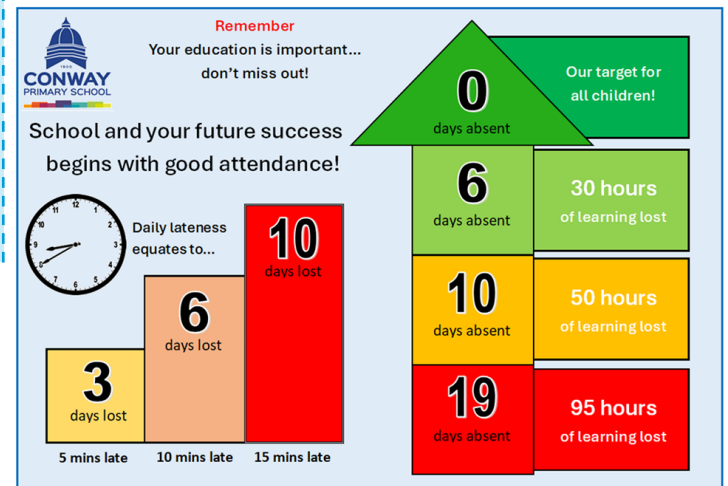 Remember
Your education is important...
don't miss out!
CONWAY
PRIMARY SCHOOL
School and your future success
begins with good attendance!
Daily lateness
equates to...
3
days lost
5 mins late
6
days lost
10 mins late
10
days lost
15 mins late
0
days absent
Our target for
all children!
6
days absent
30 hours
of learning lost
10
days absent
50 hours
of learning lost
19
days absent
95 hours
of learning lost